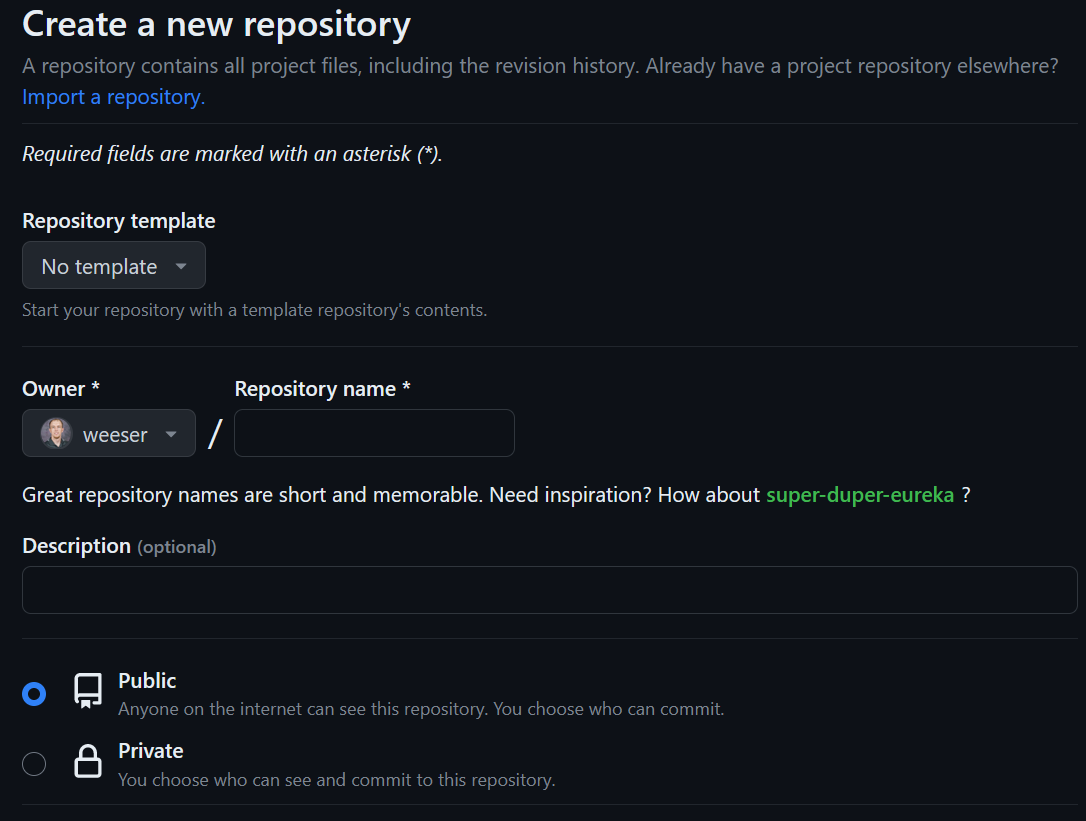 Create a new repository
A repository contains all project files, including the revision history. Already have a project repository elsewhere?
Import a repository.
Required fields are marked with an asterisk (*).
Repository template
No template
Start your repository with a template repository's contents.
Owner * Repository name *
weeser /
Great repository names are short and memorable. Need inspiration? How about super-duper-eureka ?
Description (optional)
Public
Anyone on the internet can see this repository. You choose who can commit.
Private
You choose who can see and commit to this repository.